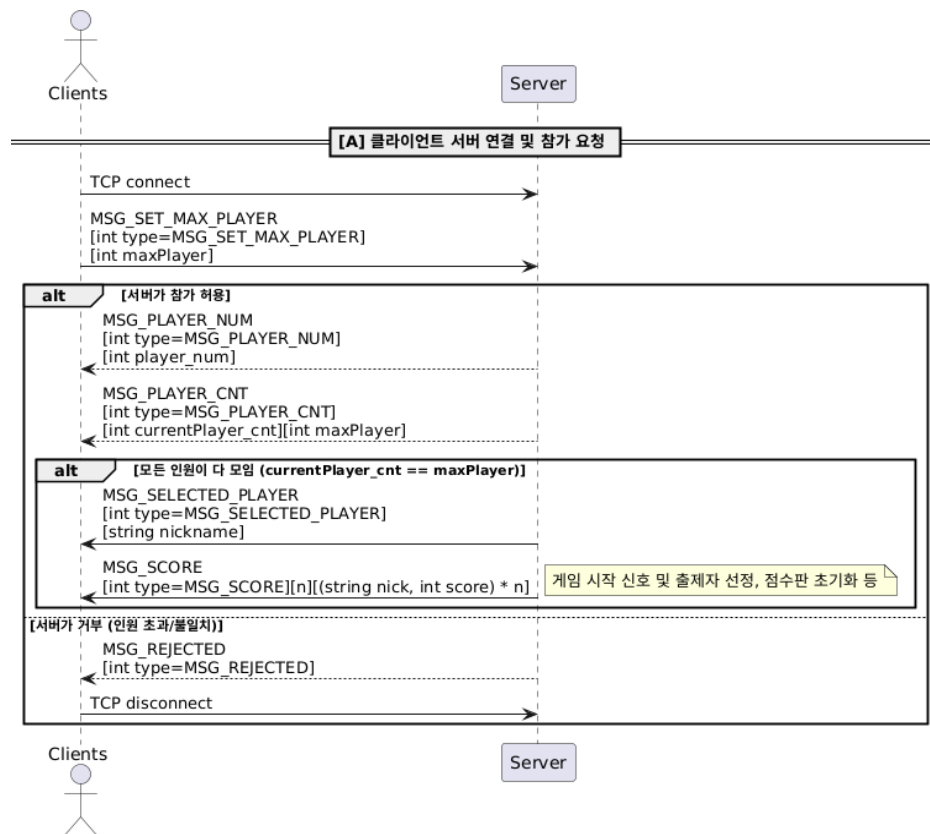 Clients
Server
[A] 클라이언트 서버 연결 및 참가 요청
TCP connect
MSG_SET_MAX_PLAYER
[int type=MSG_SET_MAX_PLAYER]
[int maxPlayer]
alt
[서버가 참가 허용]
MSG_PLAYER_NUM
[int type=MSG_PLAYER_NUM]
[int player_num]
MSG_PLAYER_CNT
[int type=MSG_PLAYER_CNT]
[int currentPlayer_cnt][int maxPlayer]
alt
[모든 인원이 다 모임 (currentPlayer_cnt == maxPlayer)]
MSG_SELECTED_PLAYER
[int type=MSG_SELECTED_PLAYER]
[string nickname]
MSG_SCORE
[int type=MSG_SCORE][n][(string nick, int score) * n]
게임 시작 신호 및 출제자 선정, 점수판 초기화 등
[서버가 거부 (인원 초과/불일치)]
MSG_REJECTED
[int type=MSG_REJECTED]
TCP disconnect
Clients
Server